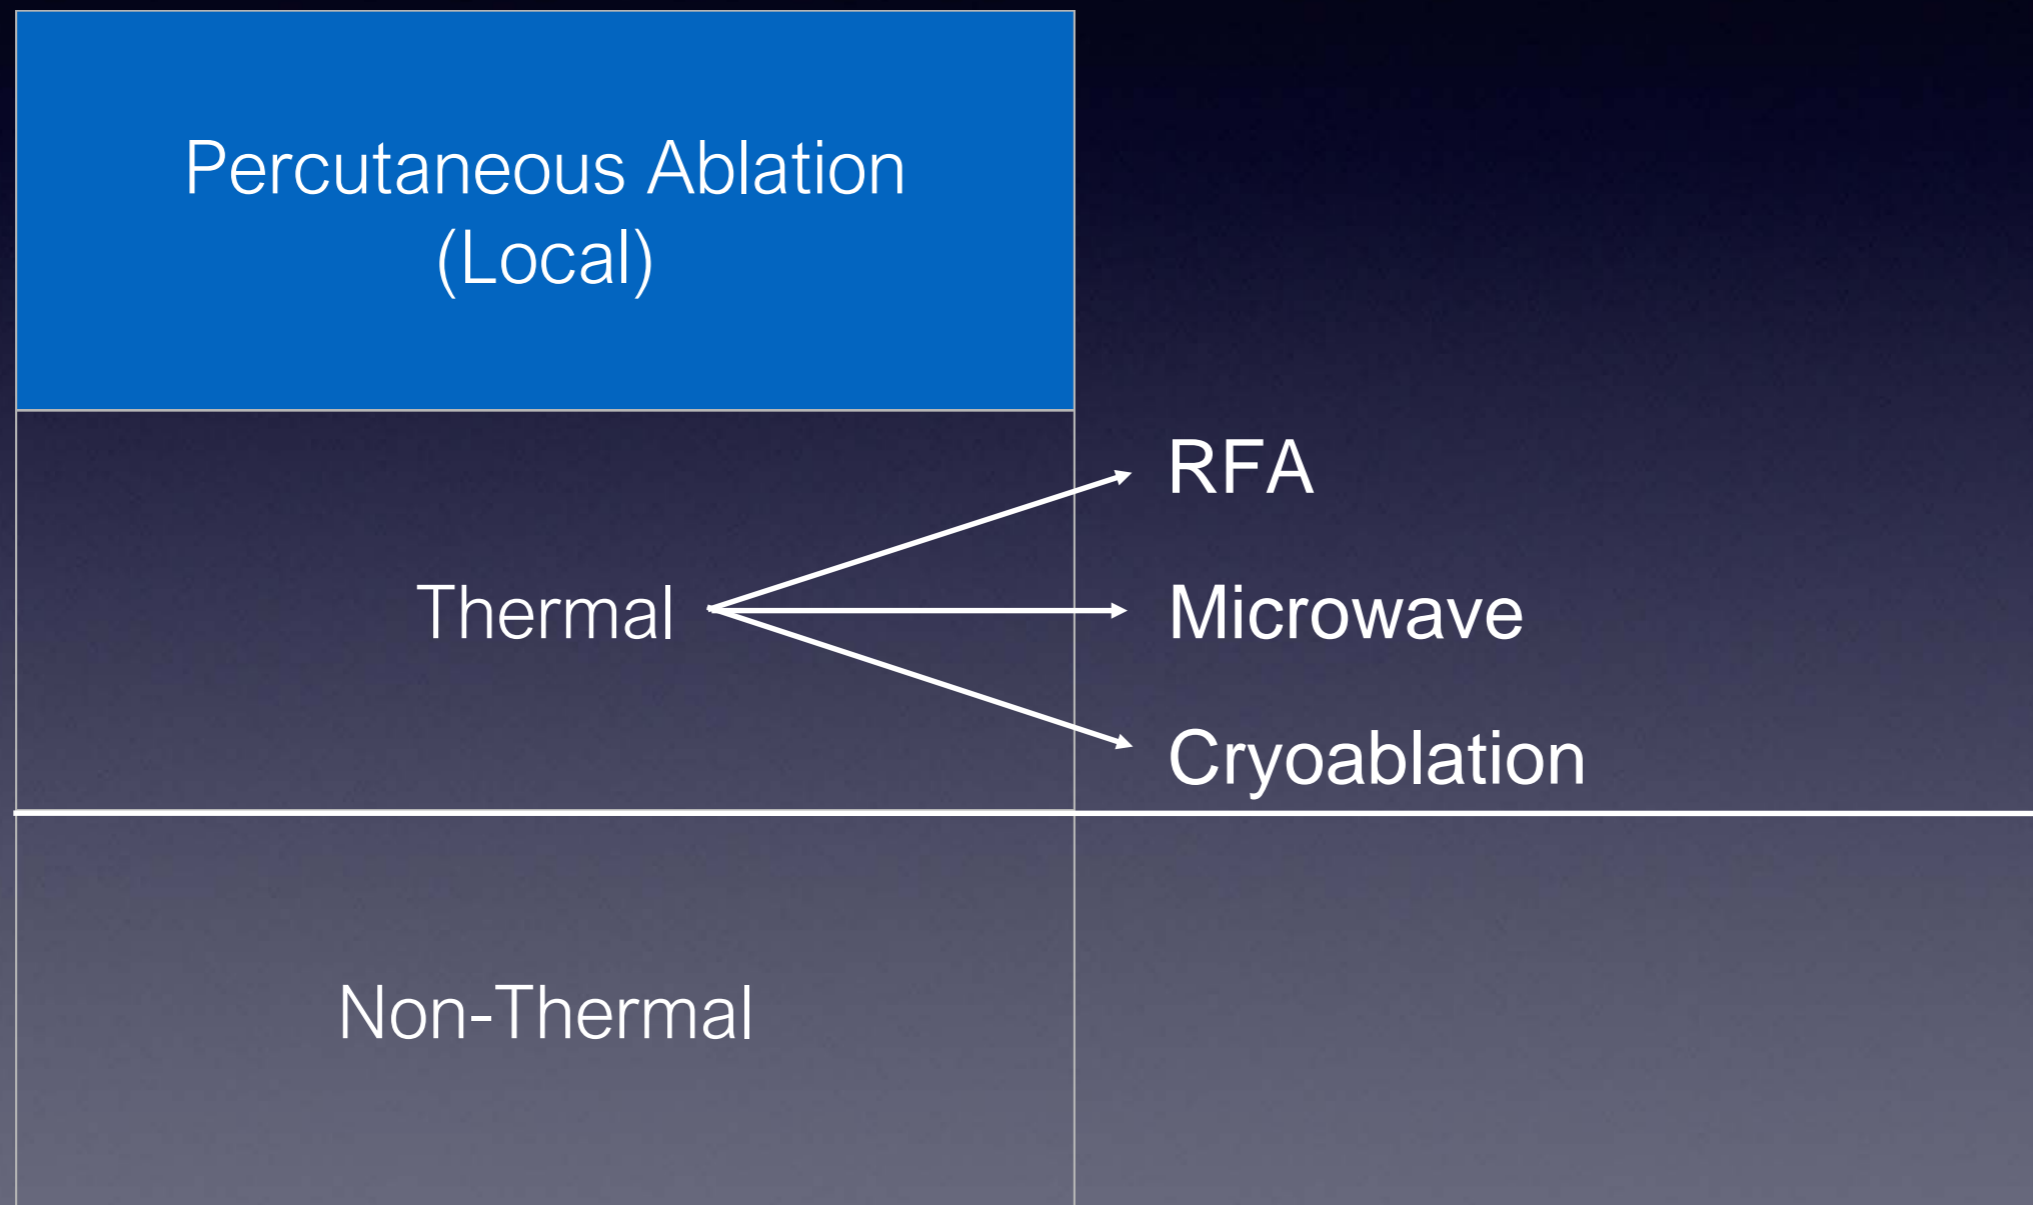 Percutaneous Ablation
(Local)
RFA
Thermal
Microwave
Cryoablation
Non-Thermal